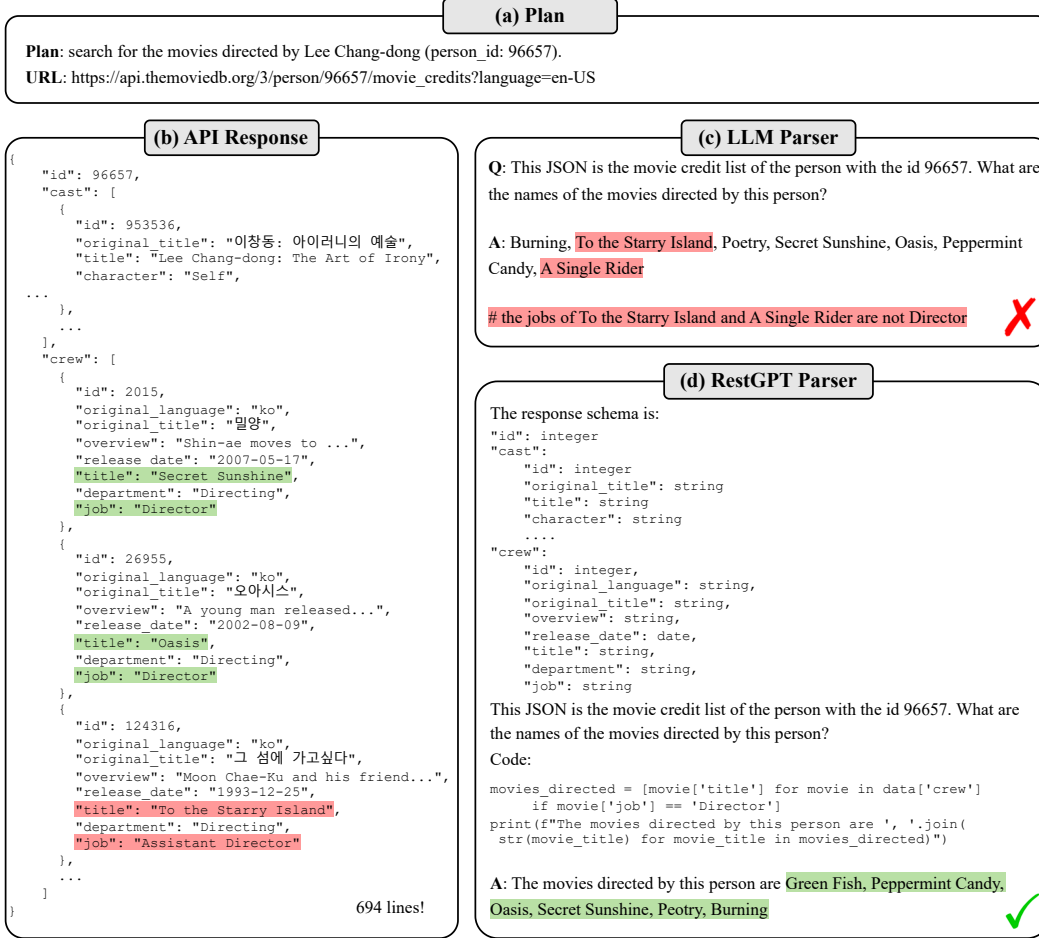 (a) Plan
Plan: search for the movies directed by Lee Chang-dong (person_id: 96657).
URL: https://api.themoviedb.org/3/person/96657/movie_credits?language=en-US
(b) API Response
{
"id": 96657,
"cast": [
{
"id": 953536,
"original_title": "이창동: 아이러니의 예술",
"title": "Lee Chang-dong: The Art of Irony",
"character": "Self",
...
},
...
],
"crew": [
{
"id": 2015,
"original_language": "ko",
"original_title": "밀양",
"overview": "Shin-ae moves to ...",
"release_date": "2007-05-17",
"title": "Secret Sunshine",
"department": "Directing",
"job": "Director"
},
{
"id": 26955,
"original_language": "ko",
"original_title": "오아시스",
"overview": "A young man released...",
"release_date": "2002-08-09",
"title": "Oasis",
"department": "Directing",
"job": "Director"
},
{
"id": 124316,
"original_language": "ko",
"original_title": "그 섬에 가고싶다",
"overview": "Moon Chae-Ku and his friend...",
"release_date": "1993-12-25",
"title": "To the Starry Island",
"department": "Directing",
"job": "Assistant Director"
},
...
]
}
694 lines!
(c) LLM Parser
Q: This JSON is the movie credit list of the person with the id 96657. What are
the names of the movies directed by this person?
A: Burning, To the Starry Island, Poetry, Secret Sunshine, Oasis, Peppermint
Candy, A Single Rider
# the jobs of To the Starry Island and A Single Rider are not Director
(d) RestGPT Parser
The response schema is:
"id": integer
"cast":
"id": integer
"original_title": string
"title": string
"character": string
....
"crew":
"id": integer,
"original_language": string,
"original_title": string,
"overview": string,
"release_date": date,
"title": string,
"department": string,
"job": string
This JSON is the movie credit list of the person with the id 96657. What are
the names of the movies directed by this person?
Code:
movies_directed = [movie['title'] for movie in data['crew']
if movie['job'] == 'Director']
print(f"The movies directed by this person are ', '.join(
str(movie_title) for movie_title in movies_directed)")
A: The movies directed by this person are Green Fish, Peppermint Candy,
Oasis, Secret Sunshine, Peotry, Burning